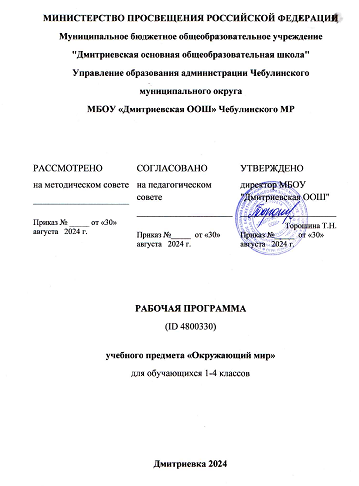 МИНИСТЕРСТВО ПРОСВЕЩЕНИЯ РОССИЙСКОЙ ФЕДЕРАЦИИ
Муниципальное бюджетное общеобразовательное учреждение
"Дмитриевская основная общеобразовательная школа"
Управление образования администрации Чебулинского
муниципального округа
МБОУ «Дмитриевская ООШ» Чебулинского МР
РАССМОТРЕНО
на методическом совете
Приказ №_____ от «30»
августа 2024 г.
СОГЛАСОВАНО
на педагогическом
совете
Приказ №_____ от «30»
августа 2024 г.
УТВЕРЖДЕНО
директор МБОУ
"Дмитриевская ООШ"
Торошина Т.Н.
Приказ №_____ от «30»
августа 2024 г.
РАБОЧАЯ ПРОГРАММА
(ID 4800330)
учебного предмета «Окружающий мир»
для обучающихся 1-4 классов
Дмитриевка 2024